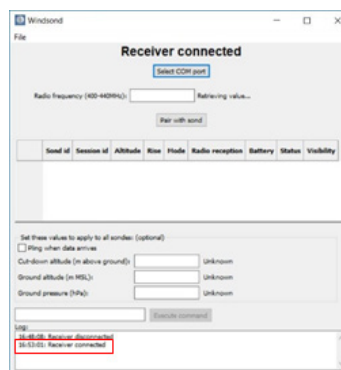 Windsond
File
Receiver connected
Select COM port
Radio frequency (400-440MHz): Retrieving value...
Pair with sond
Sond id Session id Altitude Rise Mode Radio reception Battery Status Visibility
Set these values to apply to all sondes: (optional)
Pling when data arrives
Cut-down altitude (m above ground): Unknown
Ground altitude (m MSL): Unknown
Ground pressure (hPa): Unknown
Execute command
Log:
16:48:08: Receiver disconnected
16:53:01: Receiver connected